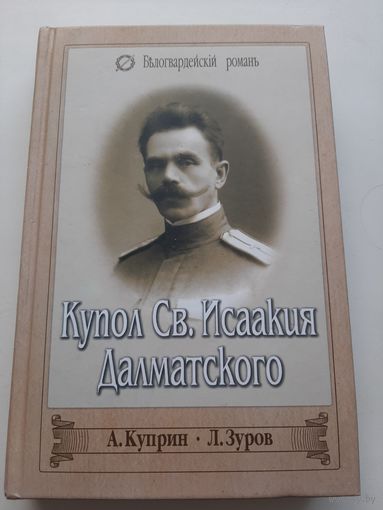 Бѣлогвардейскій романъ
Купол Св. Исаакия
Далматского
А.Куприн · Л.Зуров